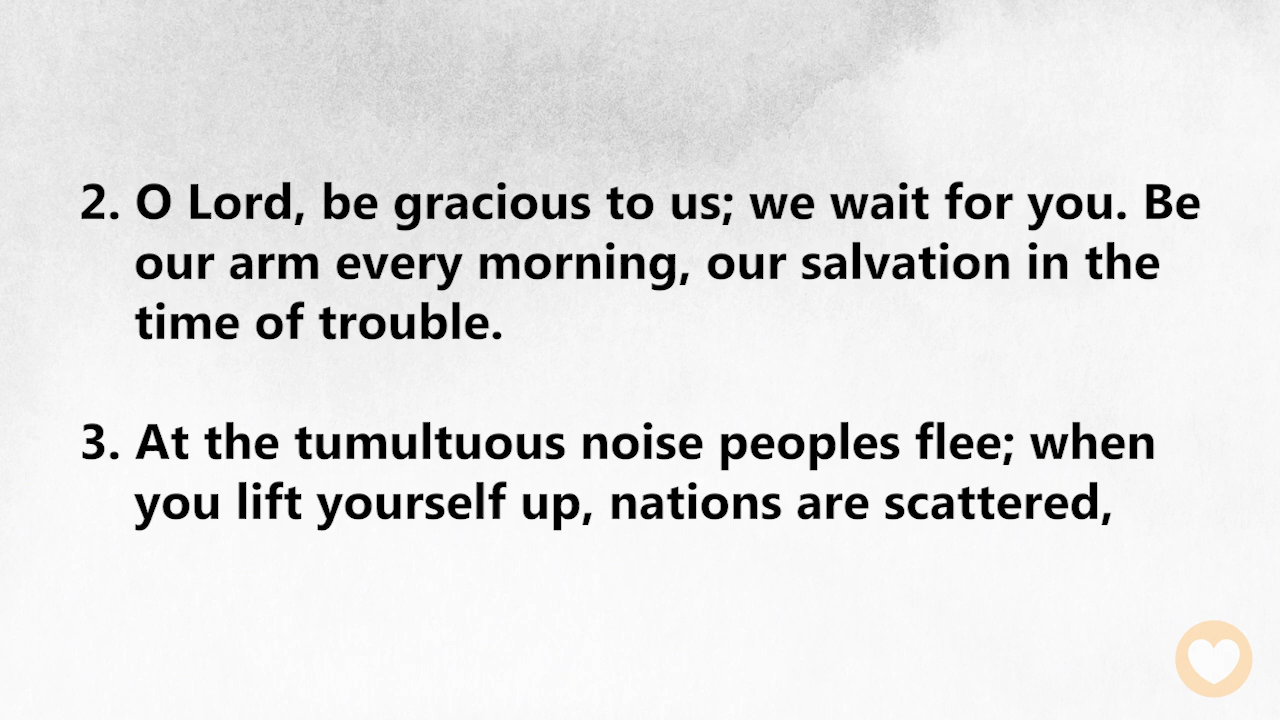 2. O Lord, be gracious to us; we wait for you. Be
our arm every morning, our salvation in the
time of trouble.
3. At the tumultuous noise peoples flee; when
you lift yourself up, nations are scattered,